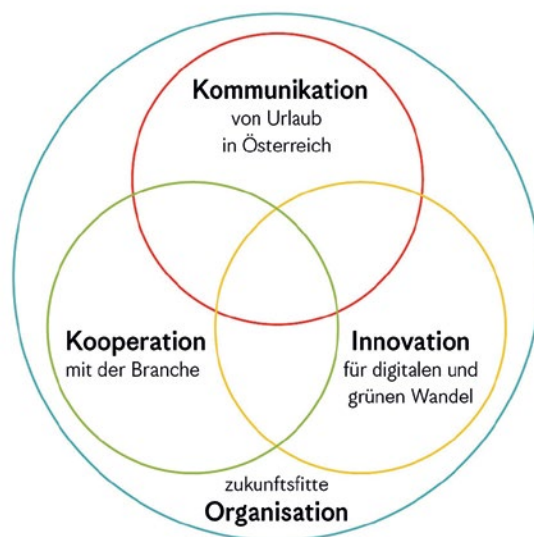 Kommunikation
von Urlaub
in Österreich
Kooperation
mit der Branche
Innovation
für digitalen und
grünen Wandel
zukunftsfitte
Organisation